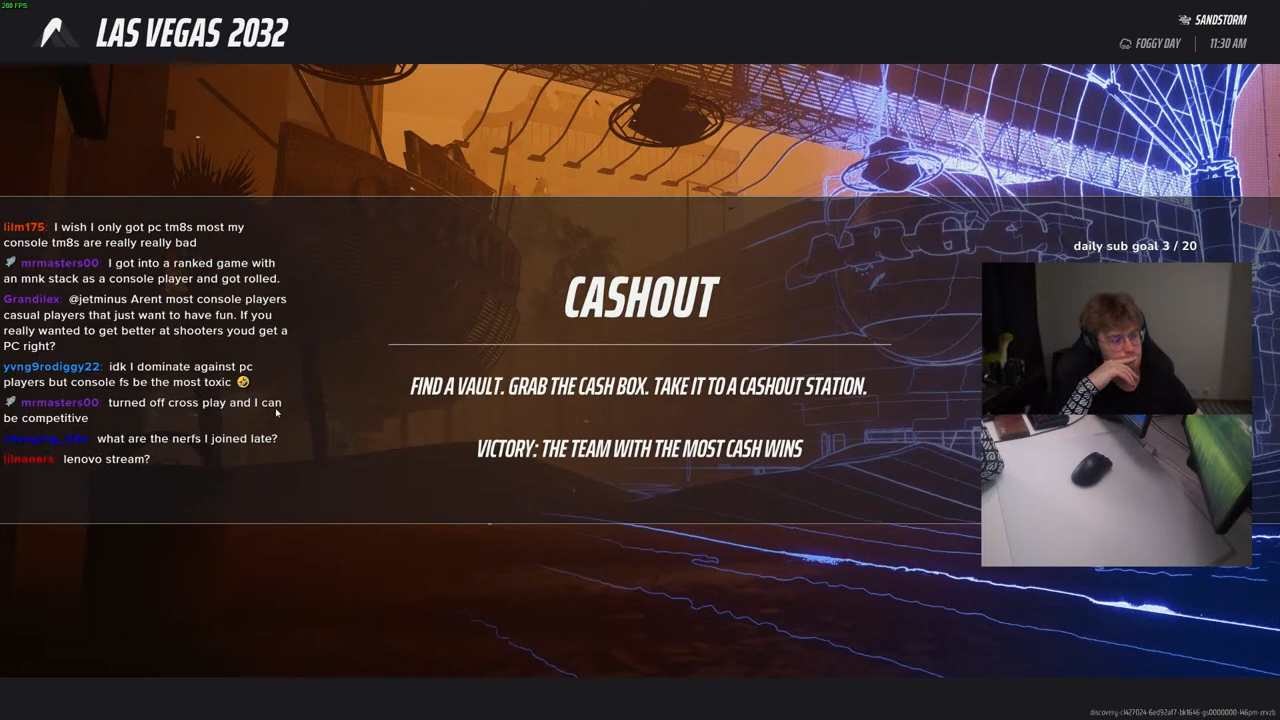 260 FPS
LAS VEGAS 2032
SANDSTORM
FOGGY DAY | 11:30 AM
lilm175: I wish I only got pc tm8s most my
console tm8s are really really bad
mrmasters00: I got into a ranked game with
an mnk stack as a console player and got rolled.
Grandilex: @jetminus Arent most console players
casual players that just want to have fun. If you
really wanted to get better at shooters youd get a
PC right?
yvng9rodiggy22: idk I dominate against pc
players but console fs be the most toxic 🤣
mrmasters00: turned off cross play and I can
be competitive
what are the nerfs I joined late?
lenovo stream?
CASHOUT
FIND A VAULT. GRAB THE CASH BOX. TAKE IT TO A CASHOUT STATION.
VICTORY: THE TEAM WITH THE MOST CASH WINS
daily sub goal 3 / 20